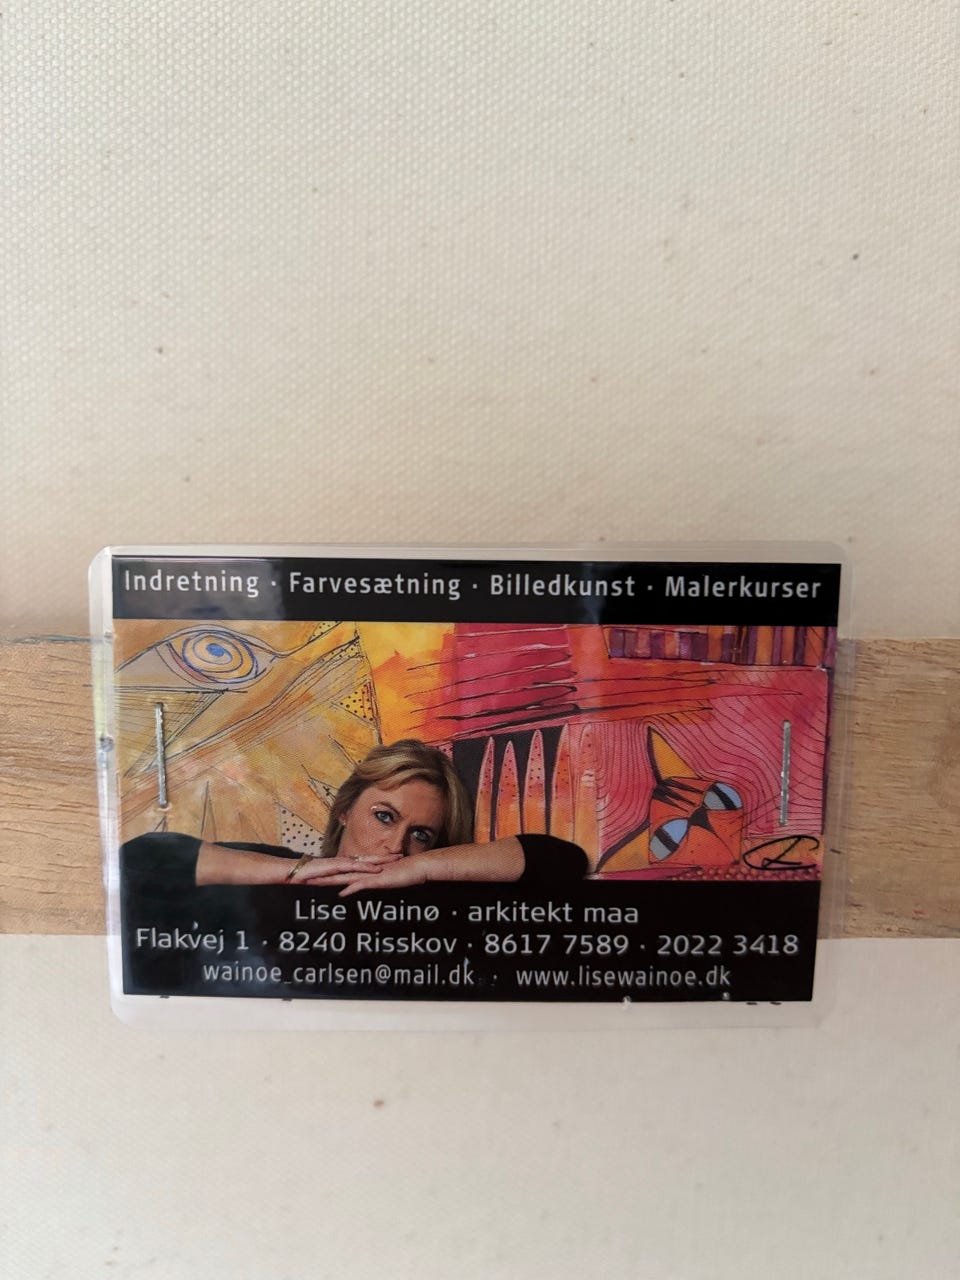 Indretning · Farvesætning · Billedkunst · Malerkurser
Lise Wainø · arkitekt maa
Flakvej 1 · 8240 Risskov · 8617 7589 · 2022 3418
wainoe_carlsen@mail.dk · www.lisewainoe.dk